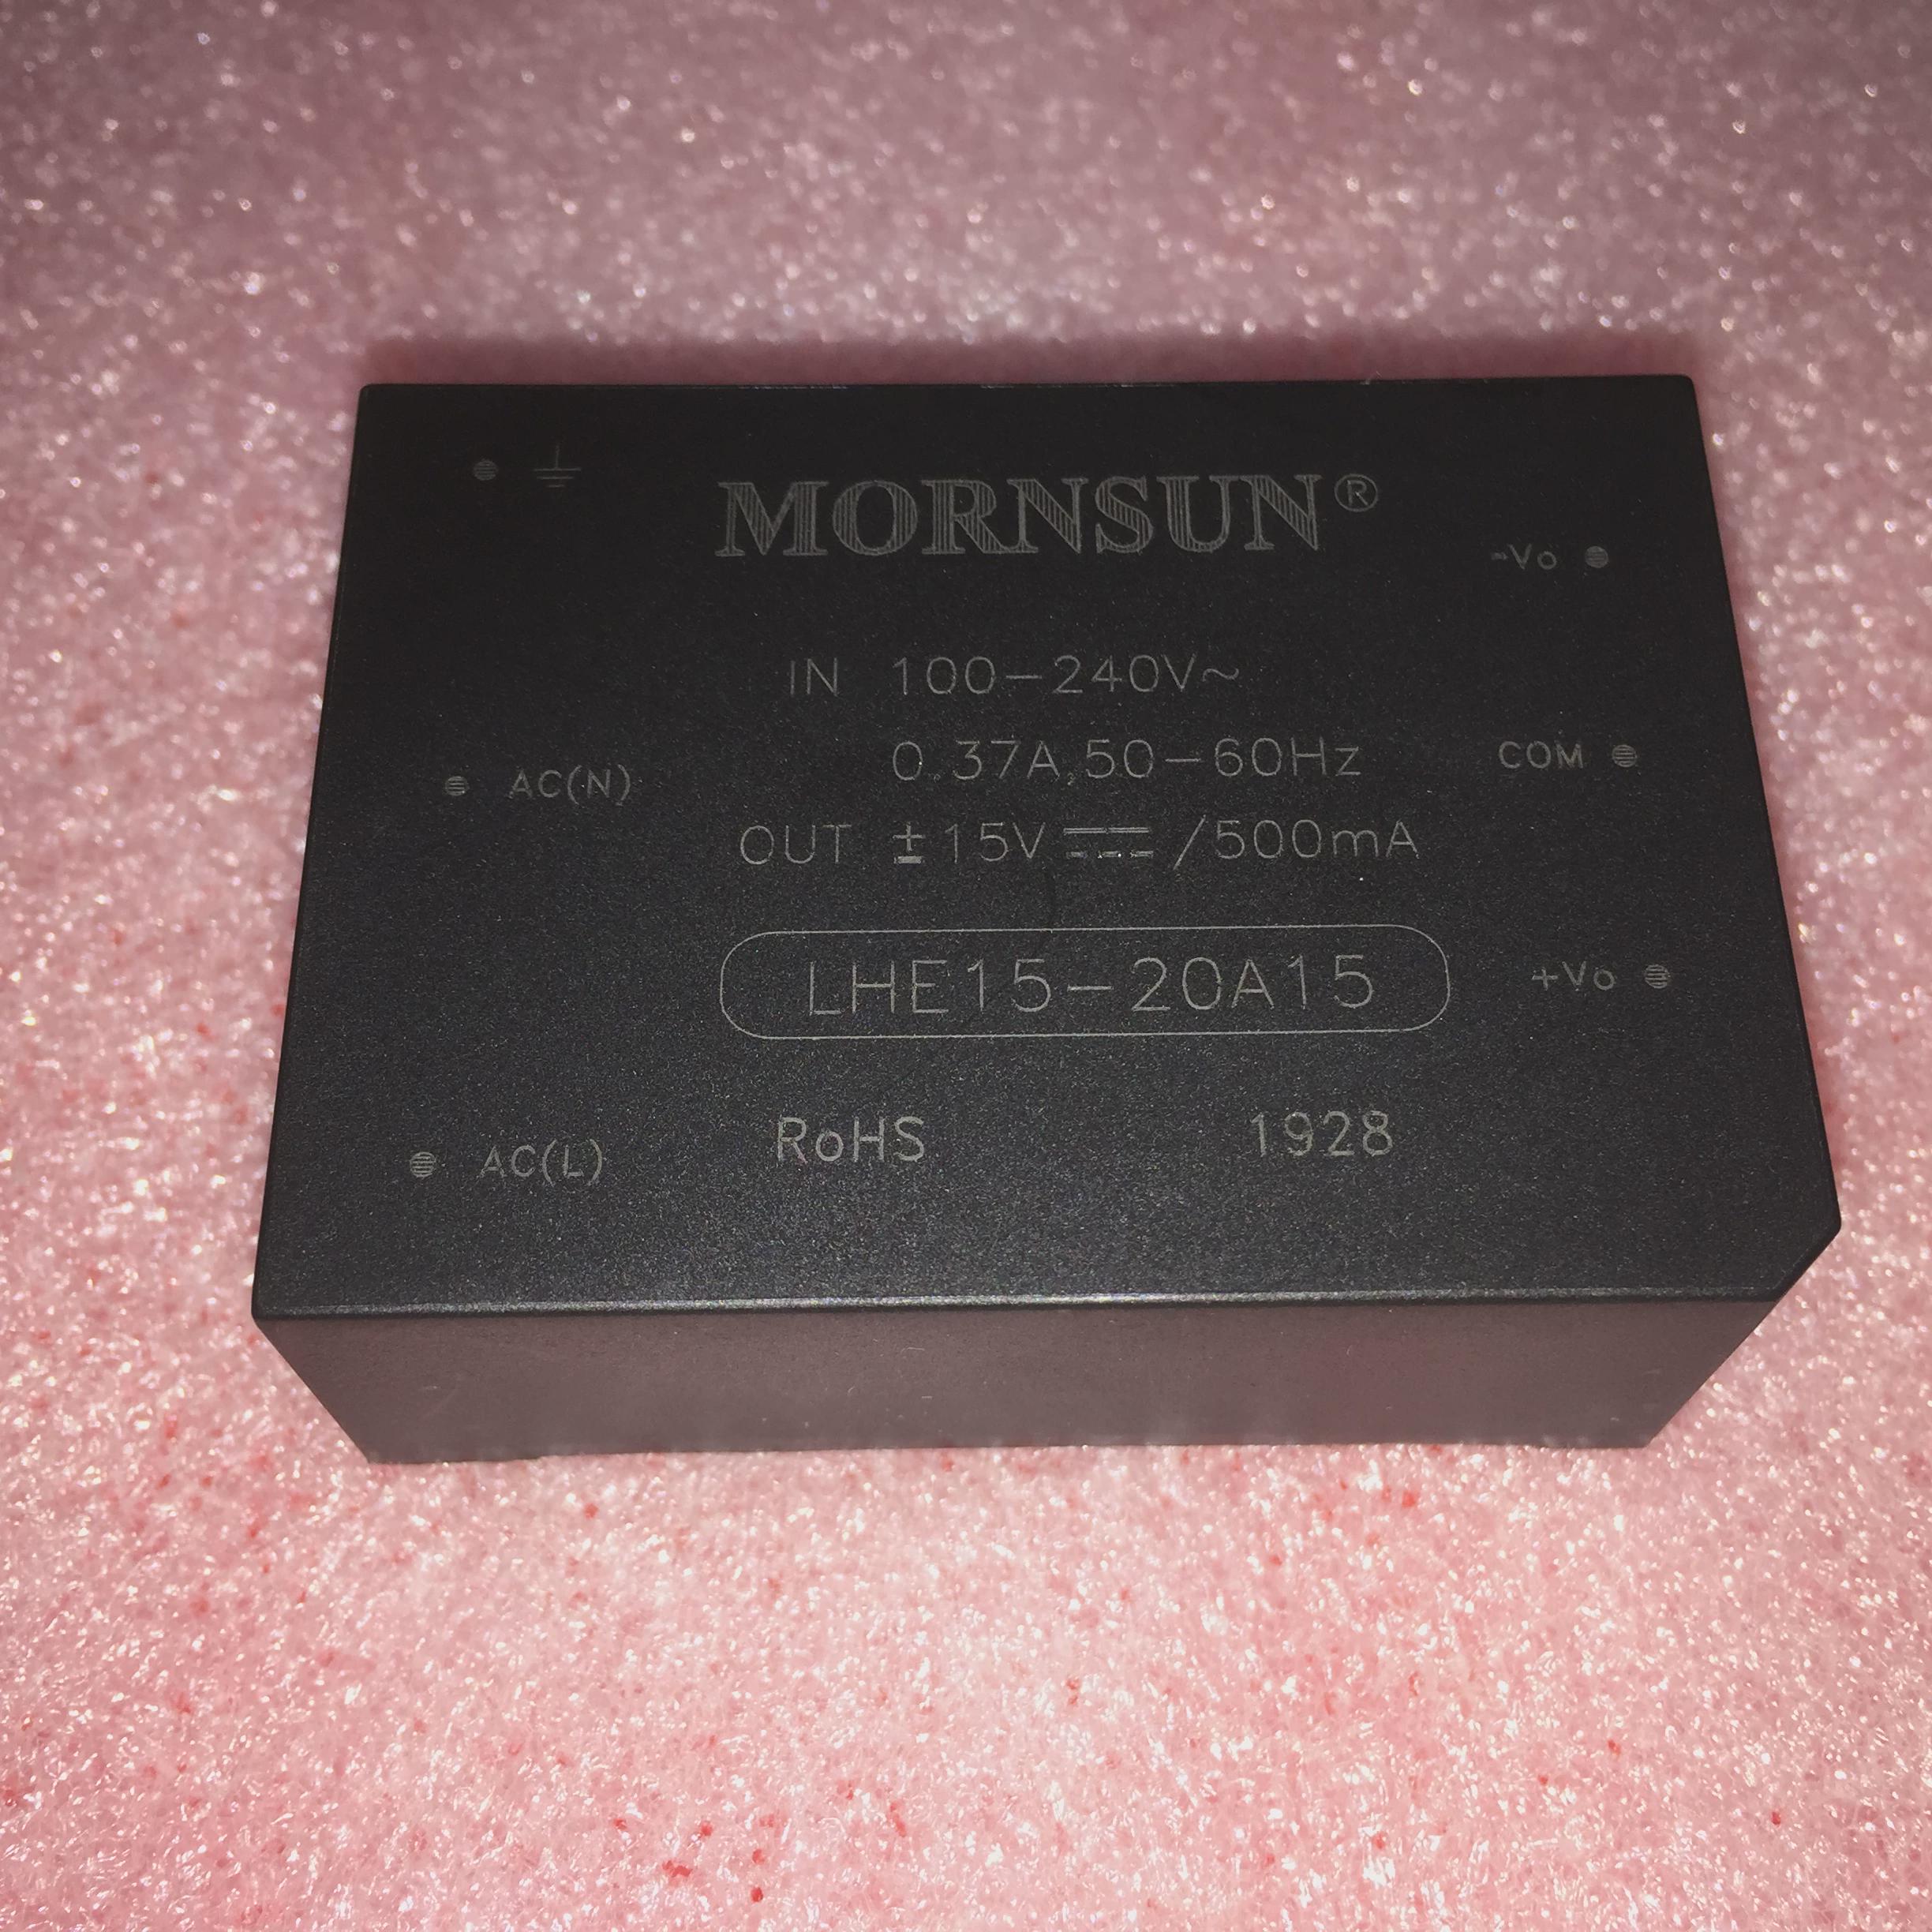 MORNSUN®
-Vo
IN 100-240V~
0.37A,50-60Hz
COM
AC(N)
OUT ±15V⎓/500mA
LHE15-20A15
+Vo
RoHS 1928
AC(L)